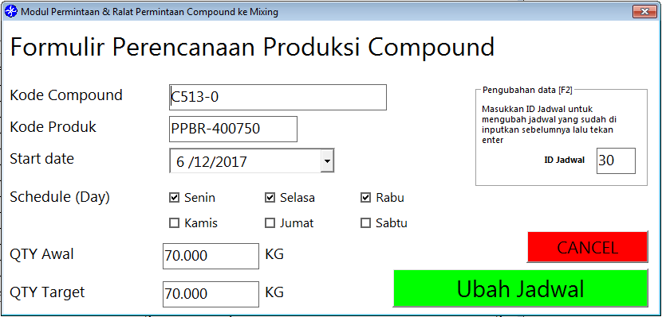 Modul Permintaan & Ralat Permintaan Compound ke Mixing
Formulir Perencanaan Produksi Compound
Kode Compound C513-0
Kode Produk PPBR-400750
Start date 6 /12/2017
Schedule (Day) Senin Selasa Rabu
Kamis Jumat Sabtu
QTY Awal 70.000 KG
QTY Target 70.000 KG
Pengubahan data [F2]
Masukkan ID Jadwal untuk
mengubah jadwal yang sudah di
inputkan sebelumnya lalu tekan
enter
ID Jadwal 30
CANCEL
Ubah Jadwal